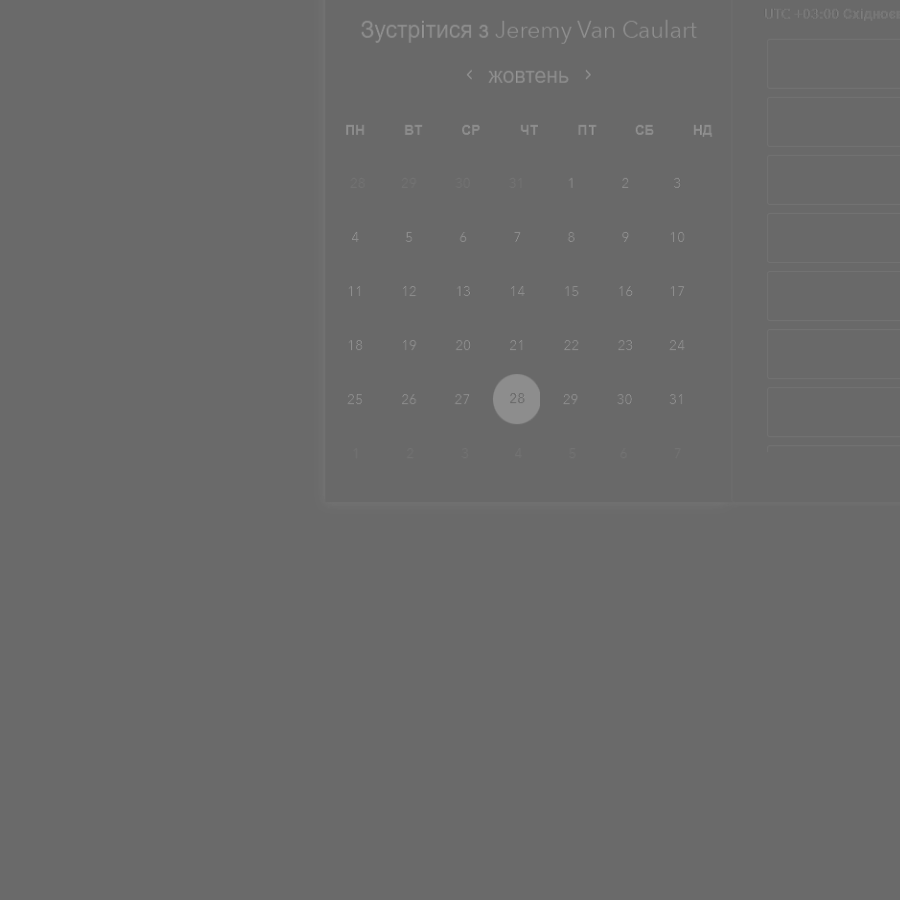 UTC +03:00
Зустрітися з Jeremy Van Caulart
‹ жовтень ›
ПН ВТ СР ЧТ ПТ СБ НД
28 29 30 31 1 2 3
4 5 6 7 8 9 10
11 12 13 14 15 16 17
18 19 20 21 22 23 24
25 26 27 28 29 30 31
1 2 3 4 5 6 7